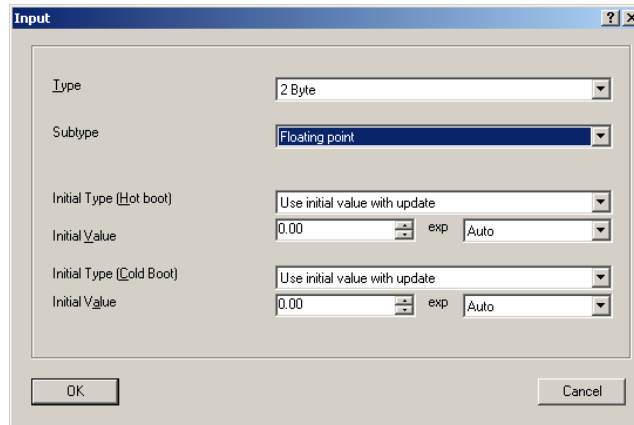 Input
Type 2 Byte
Subtype Floating point
Initial Type (Hot boot) Use initial value with update
Initial Value 0.00 exp Auto
Initial Type (Cold Boot) Use initial value with update
Initial Value 0.00 exp Auto
OK Cancel